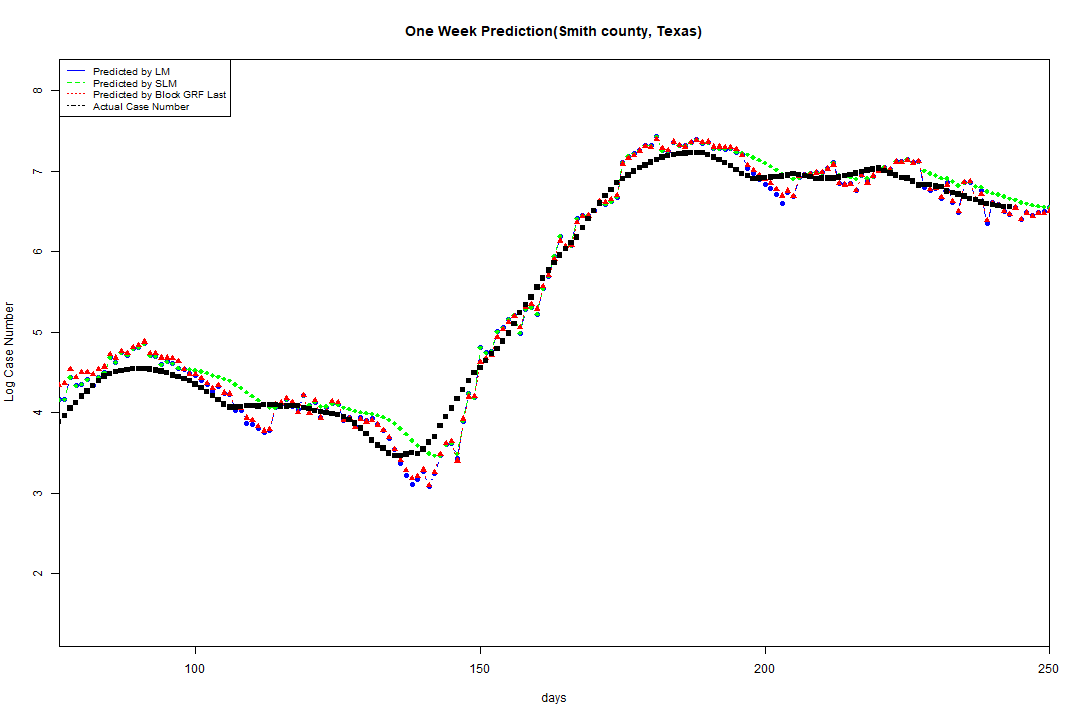 One Week Prediction(Smith county, Texas)
Predicted by LM
Predicted by SLM
Predicted by Block GRF Last
Actual Case Number
8
7
6
5
4
3
2
Log Case Number
100
150
200
250
days